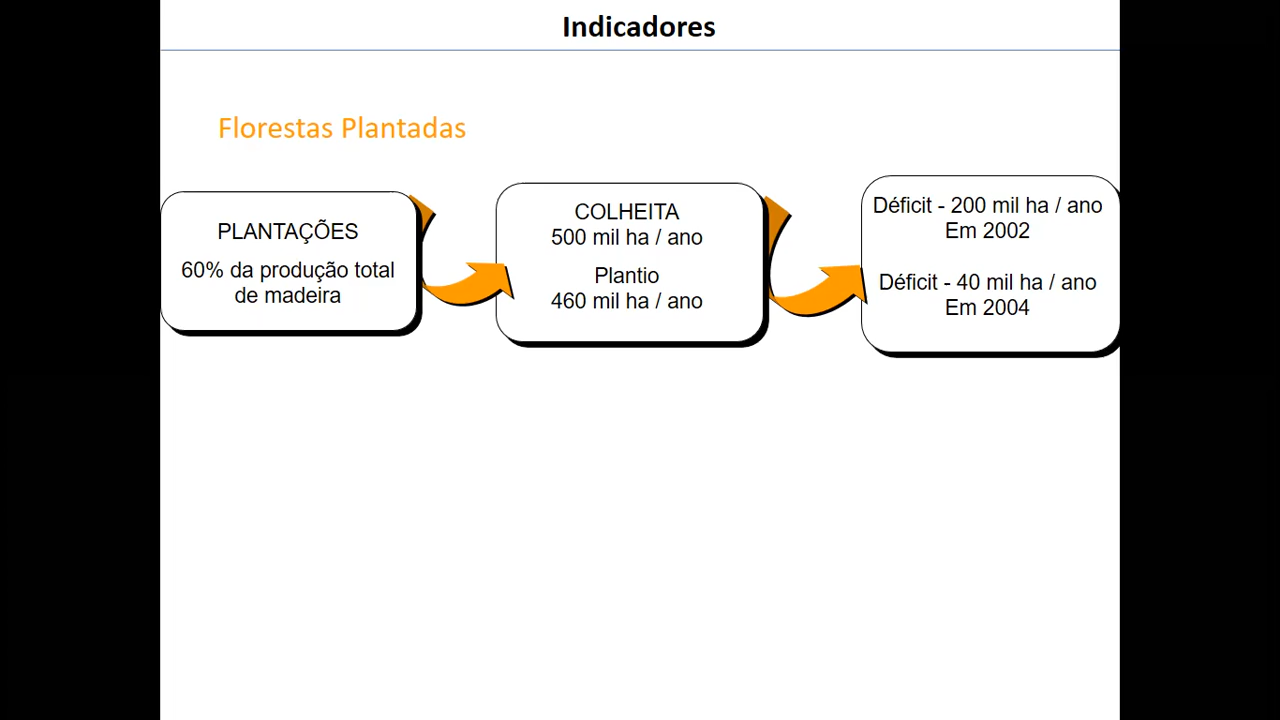 Indicadores
Florestas Plantadas
PLANTAÇÕES
60% da produção total
de madeira
COLHEITA
500 mil ha / ano
Plantio
460 mil ha / ano
Déficit - 200 mil ha / ano
Em 2002
Déficit - 40 mil ha / ano
Em 2004